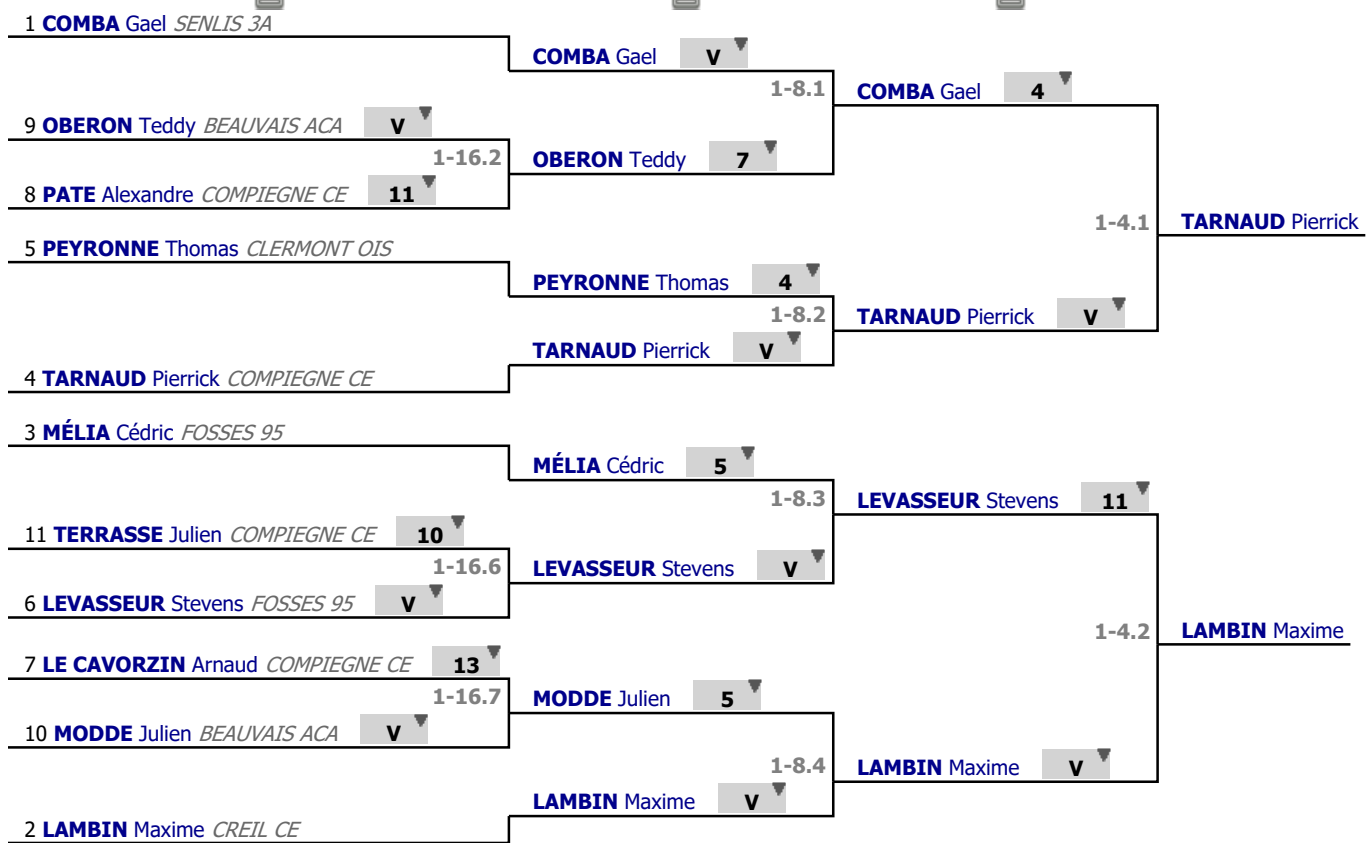 1 COMBA Gael SENLIS 3A
COMBA Gael V
1-8.1
COMBA Gael 4
9 OBERON Teddy BEAUVAIS ACA V
1-16.2
OBERON Teddy 7
8 PATE Alexandre COMPIEGNE CE 11
1-4.1
TARNAUD Pierrick
5 PEYRONNE Thomas CLERMONT OIS
PEYRONNE Thomas 4
1-8.2
TARNAUD Pierrick V
TARNAUD Pierrick V
4 TARNAUD Pierrick COMPIEGNE CE
3 MÉLIA Cédric FOSSES 95
MÉLIA Cédric 5
1-8.3
LEVASSEUR Stevens 11
11 TERRASSE Julien COMPIEGNE CE 10
1-16.6
LEVASSEUR Stevens V
6 LEVASSEUR Stevens FOSSES 95 V
1-4.2
LAMBIN Maxime
7 LE CAVORZIN Arnaud COMPIEGNE CE 13
1-16.7
MODDE Julien 5
10 MODDE Julien BEAUVAIS ACA V
1-8.4
LAMBIN Maxime V
LAMBIN Maxime V
2 LAMBIN Maxime CREIL CE